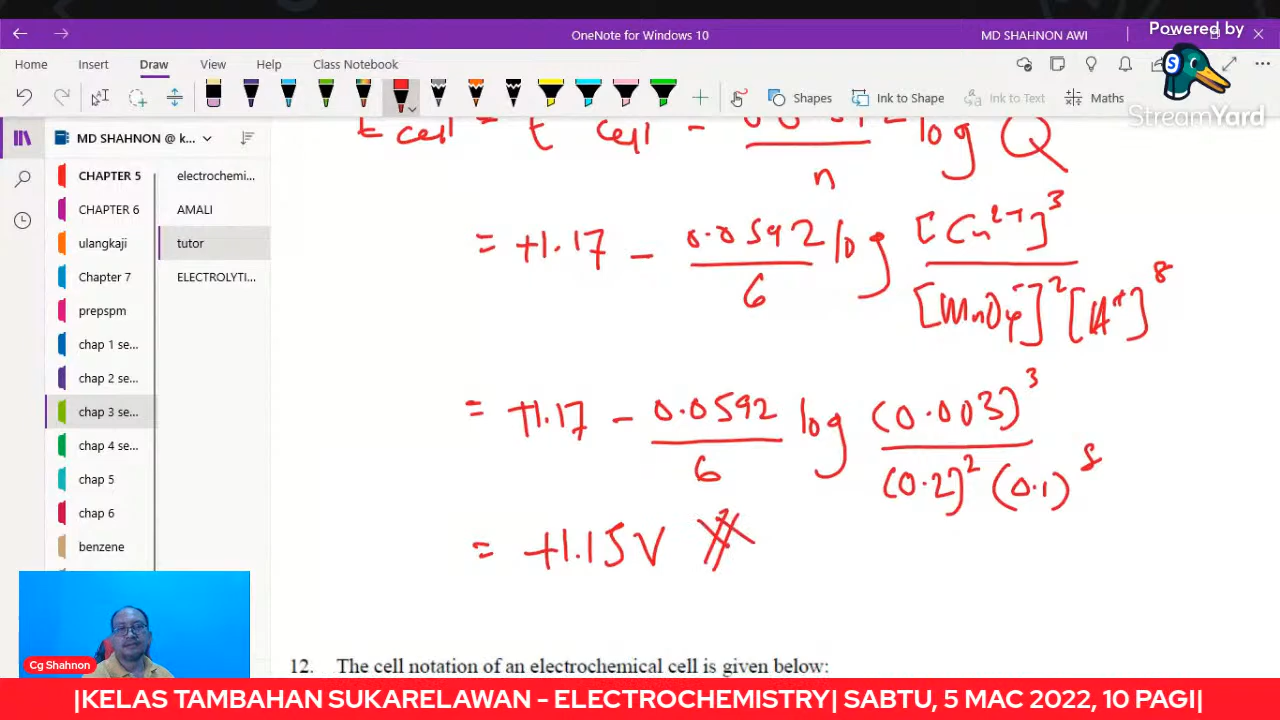 OneNote for Windows 10
MD SHAHNON AWI
Powered by
StreamYard
Home Insert Draw View Help Class Notebook
Shapes Ink to Shape Ink to Text Maths
MD SHAHNON @ k...
CHAPTER 5
CHAPTER 6
ulangkaji
Chapter 7
prepspm
chap 1 se...
chap 2 se...
chap 3 se...
chap 4 se...
chap 5
chap 6
benzene
electrochemi...
AMALI
tutor
ELECTROLYTI...
E cell = E° cell - 0.0592/n log Q
= +1.17 - 0.0592/6 log [Cu²⁺]³/[MnO₄⁻]²[H⁺]⁸
= +1.17 - 0.0592/6 log (0.003)³/(0.2)²(0.1)⁸
= +1.15V
12. The cell notation of an electrochemical cell is given below:
Cg Shahnon
|KELAS TAMBAHAN SUKARELAWAN - ELECTROCHEMISTRY| SABTU, 5 MAC 2022, 10 PAGI|